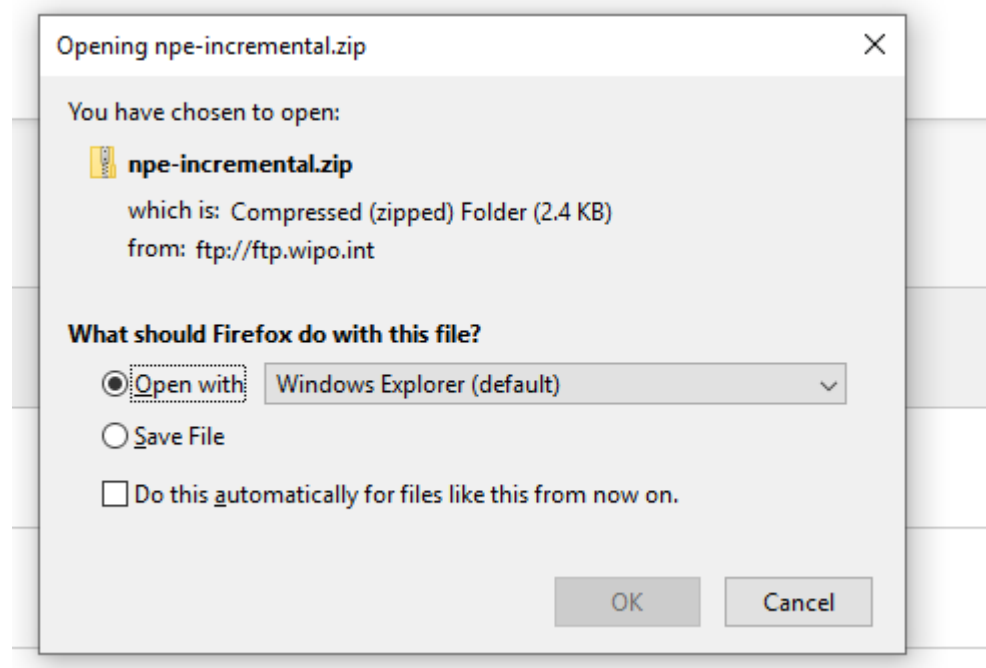 Opening npe-incremental.zip
You have chosen to open:
npe-incremental.zip
which is: Compressed (zipped) Folder (2.4 KB)
from: ftp://ftp.wipo.int
What should Firefox do with this file?
Open with Windows Explorer (default)
Save File
Do this automatically for files like this from now on.
OK Cancel